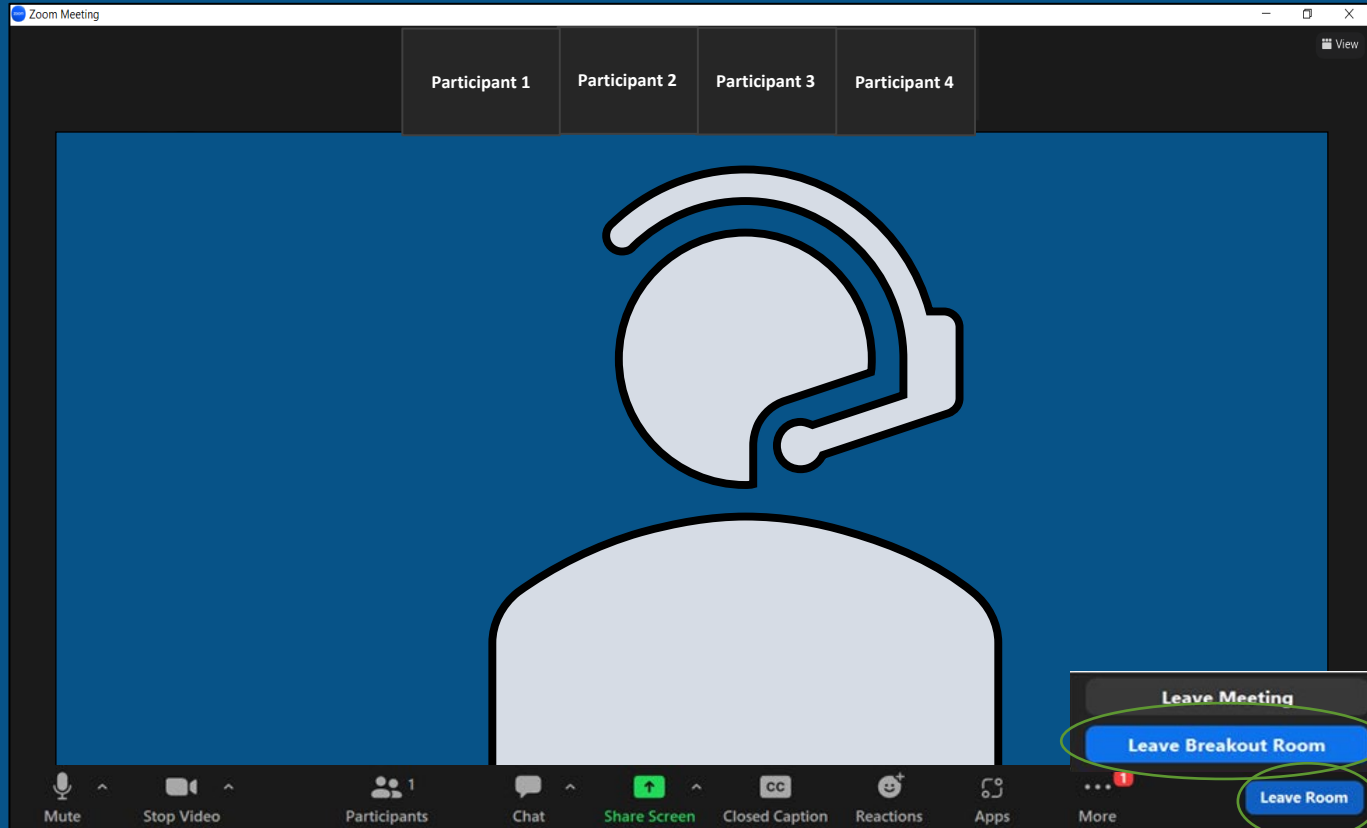 Zoom Meeting
View
Participant 1
Participant 2
Participant 3
Participant 4
Leave Meeting
Leave Breakout Room
1
CC
1
Leave Room
Mute
Stop Video
Participants
Chat
Share Screen
Closed Caption
Reactions
Apps
More